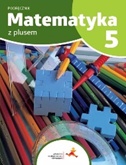 PODRĘCZNIK
Matematyka
z plusem 5